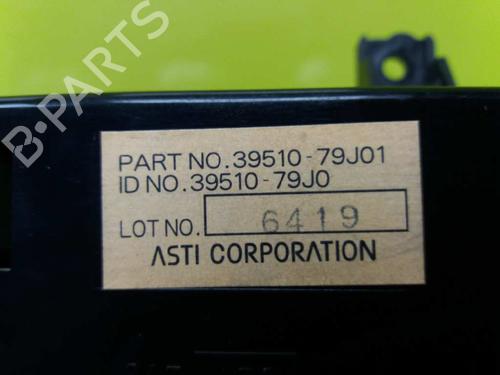 PART NO. 39510-79J01
ID NO. 39510-79J0
LOT NO. 6419
ASTI CORPORATION
B-Parts